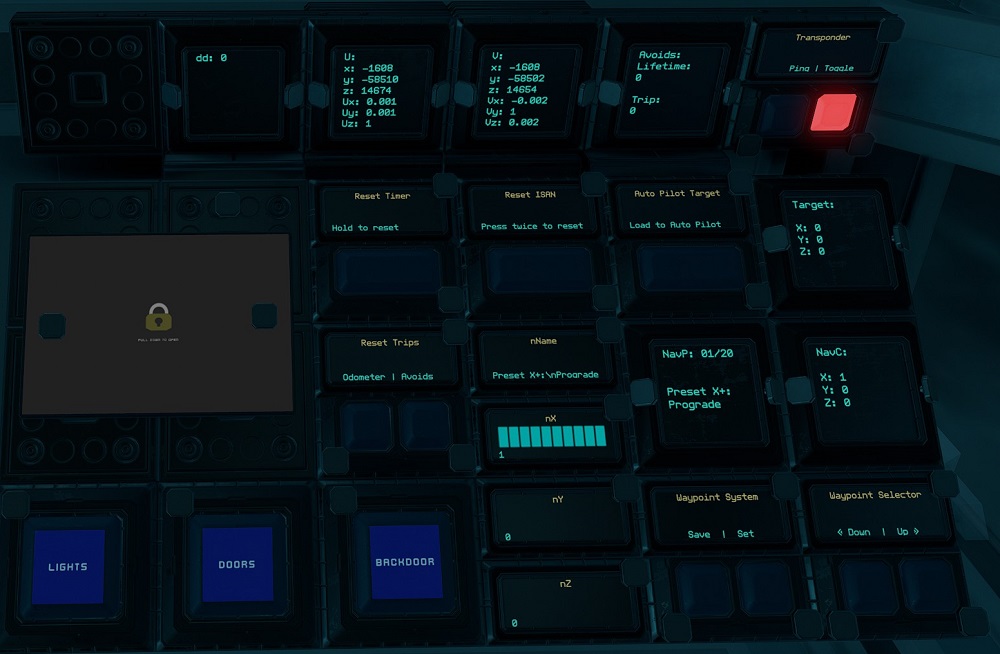 dd: 0
U:
x: -1608
y: -58510
z: 14674
Ux: 0.001
Uy: 0.001
Uz: 1
V:
x: -1608
y: -58502
z: 14654
Vx: -0.002
Vy: 1
Vz: 0.002
Avoids:
Lifetime:
0
Trip:
0
Transponder
Ping | Toggle
Reset Timer
Hold to reset
Reset ISAN
Press twice to reset
Auto Pilot Target
Load to Auto Pilot
Target:
X: 0
Y: 0
Z: 0
Reset Trips
Odometer | Avoids
nName
Preset X+:\nPrograde
nX
1
NavP: 01/20
Preset X+:
Prograde
NavC:
X: 1
Y: 0
Z: 0
LIGHTS
DOORS
BACKDOOR
nY
0
nZ
0
Waypoint System
Save | Set
Waypoint Selector
« Down | Up »